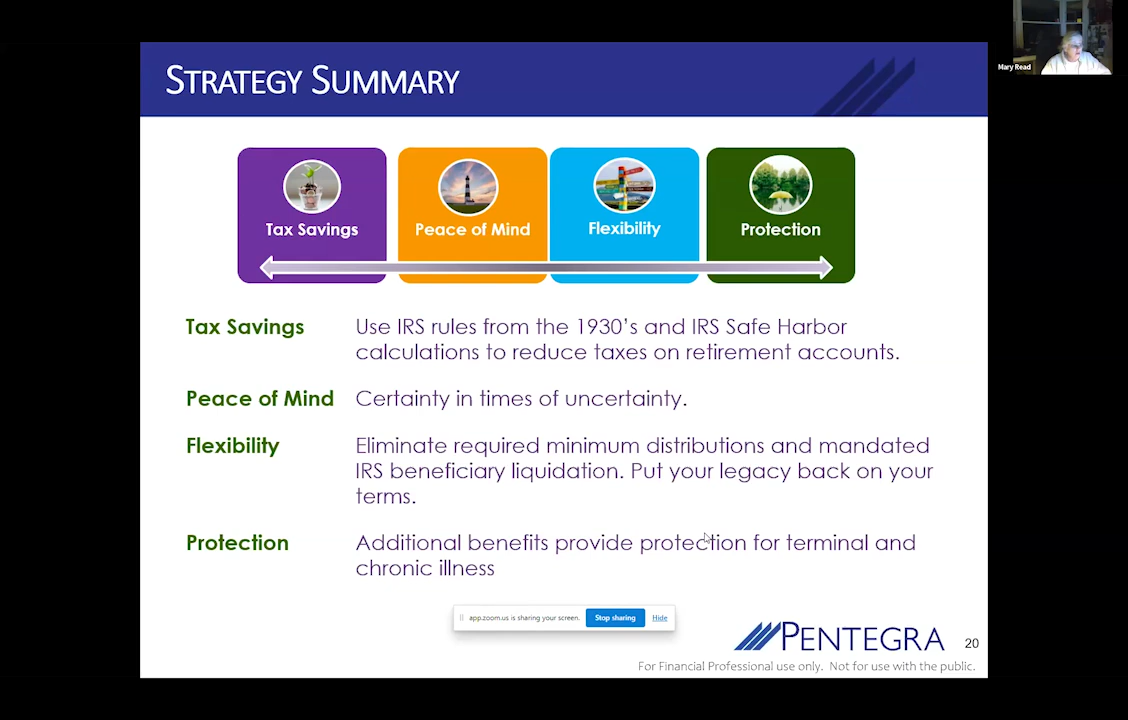 Mary Read
STRATEGY SUMMARY
Tax Savings
Peace of Mind
Flexibility
Protection
Tax Savings
Use IRS rules from the 1930's and IRS Safe Harbor
calculations to reduce taxes on retirement accounts.
Peace of Mind
Certainty in times of uncertainty.
Flexibility
Eliminate required minimum distributions and mandated
IRS beneficiary liquidation. Put your legacy back on your
terms.
Protection
Additional benefits provide protection for terminal and
chronic illness
app.zoom.us is sharing your screen.
Stop sharing
Hide
PENTEGRA
20
For Financial Professional use only. Not for use with the public.